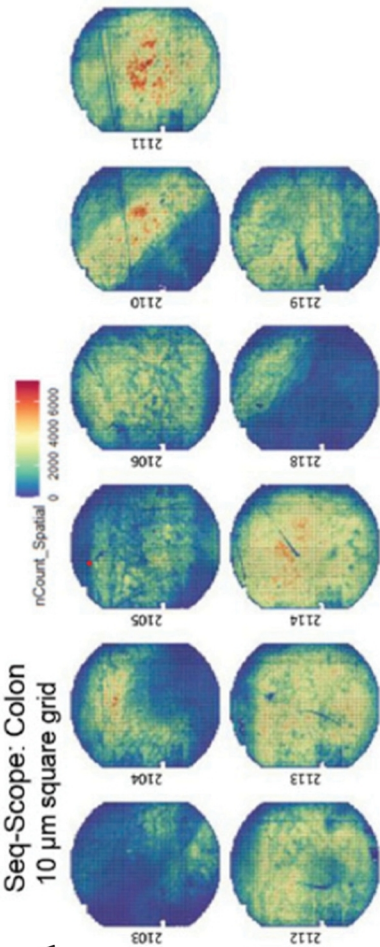 Seq-Scope: Colon
10 µm square grid
nCount_Spatial
0 2000 4000 6000
2103 2104 2105 2106 2110 2111
2112 2113 2114 2118 2119